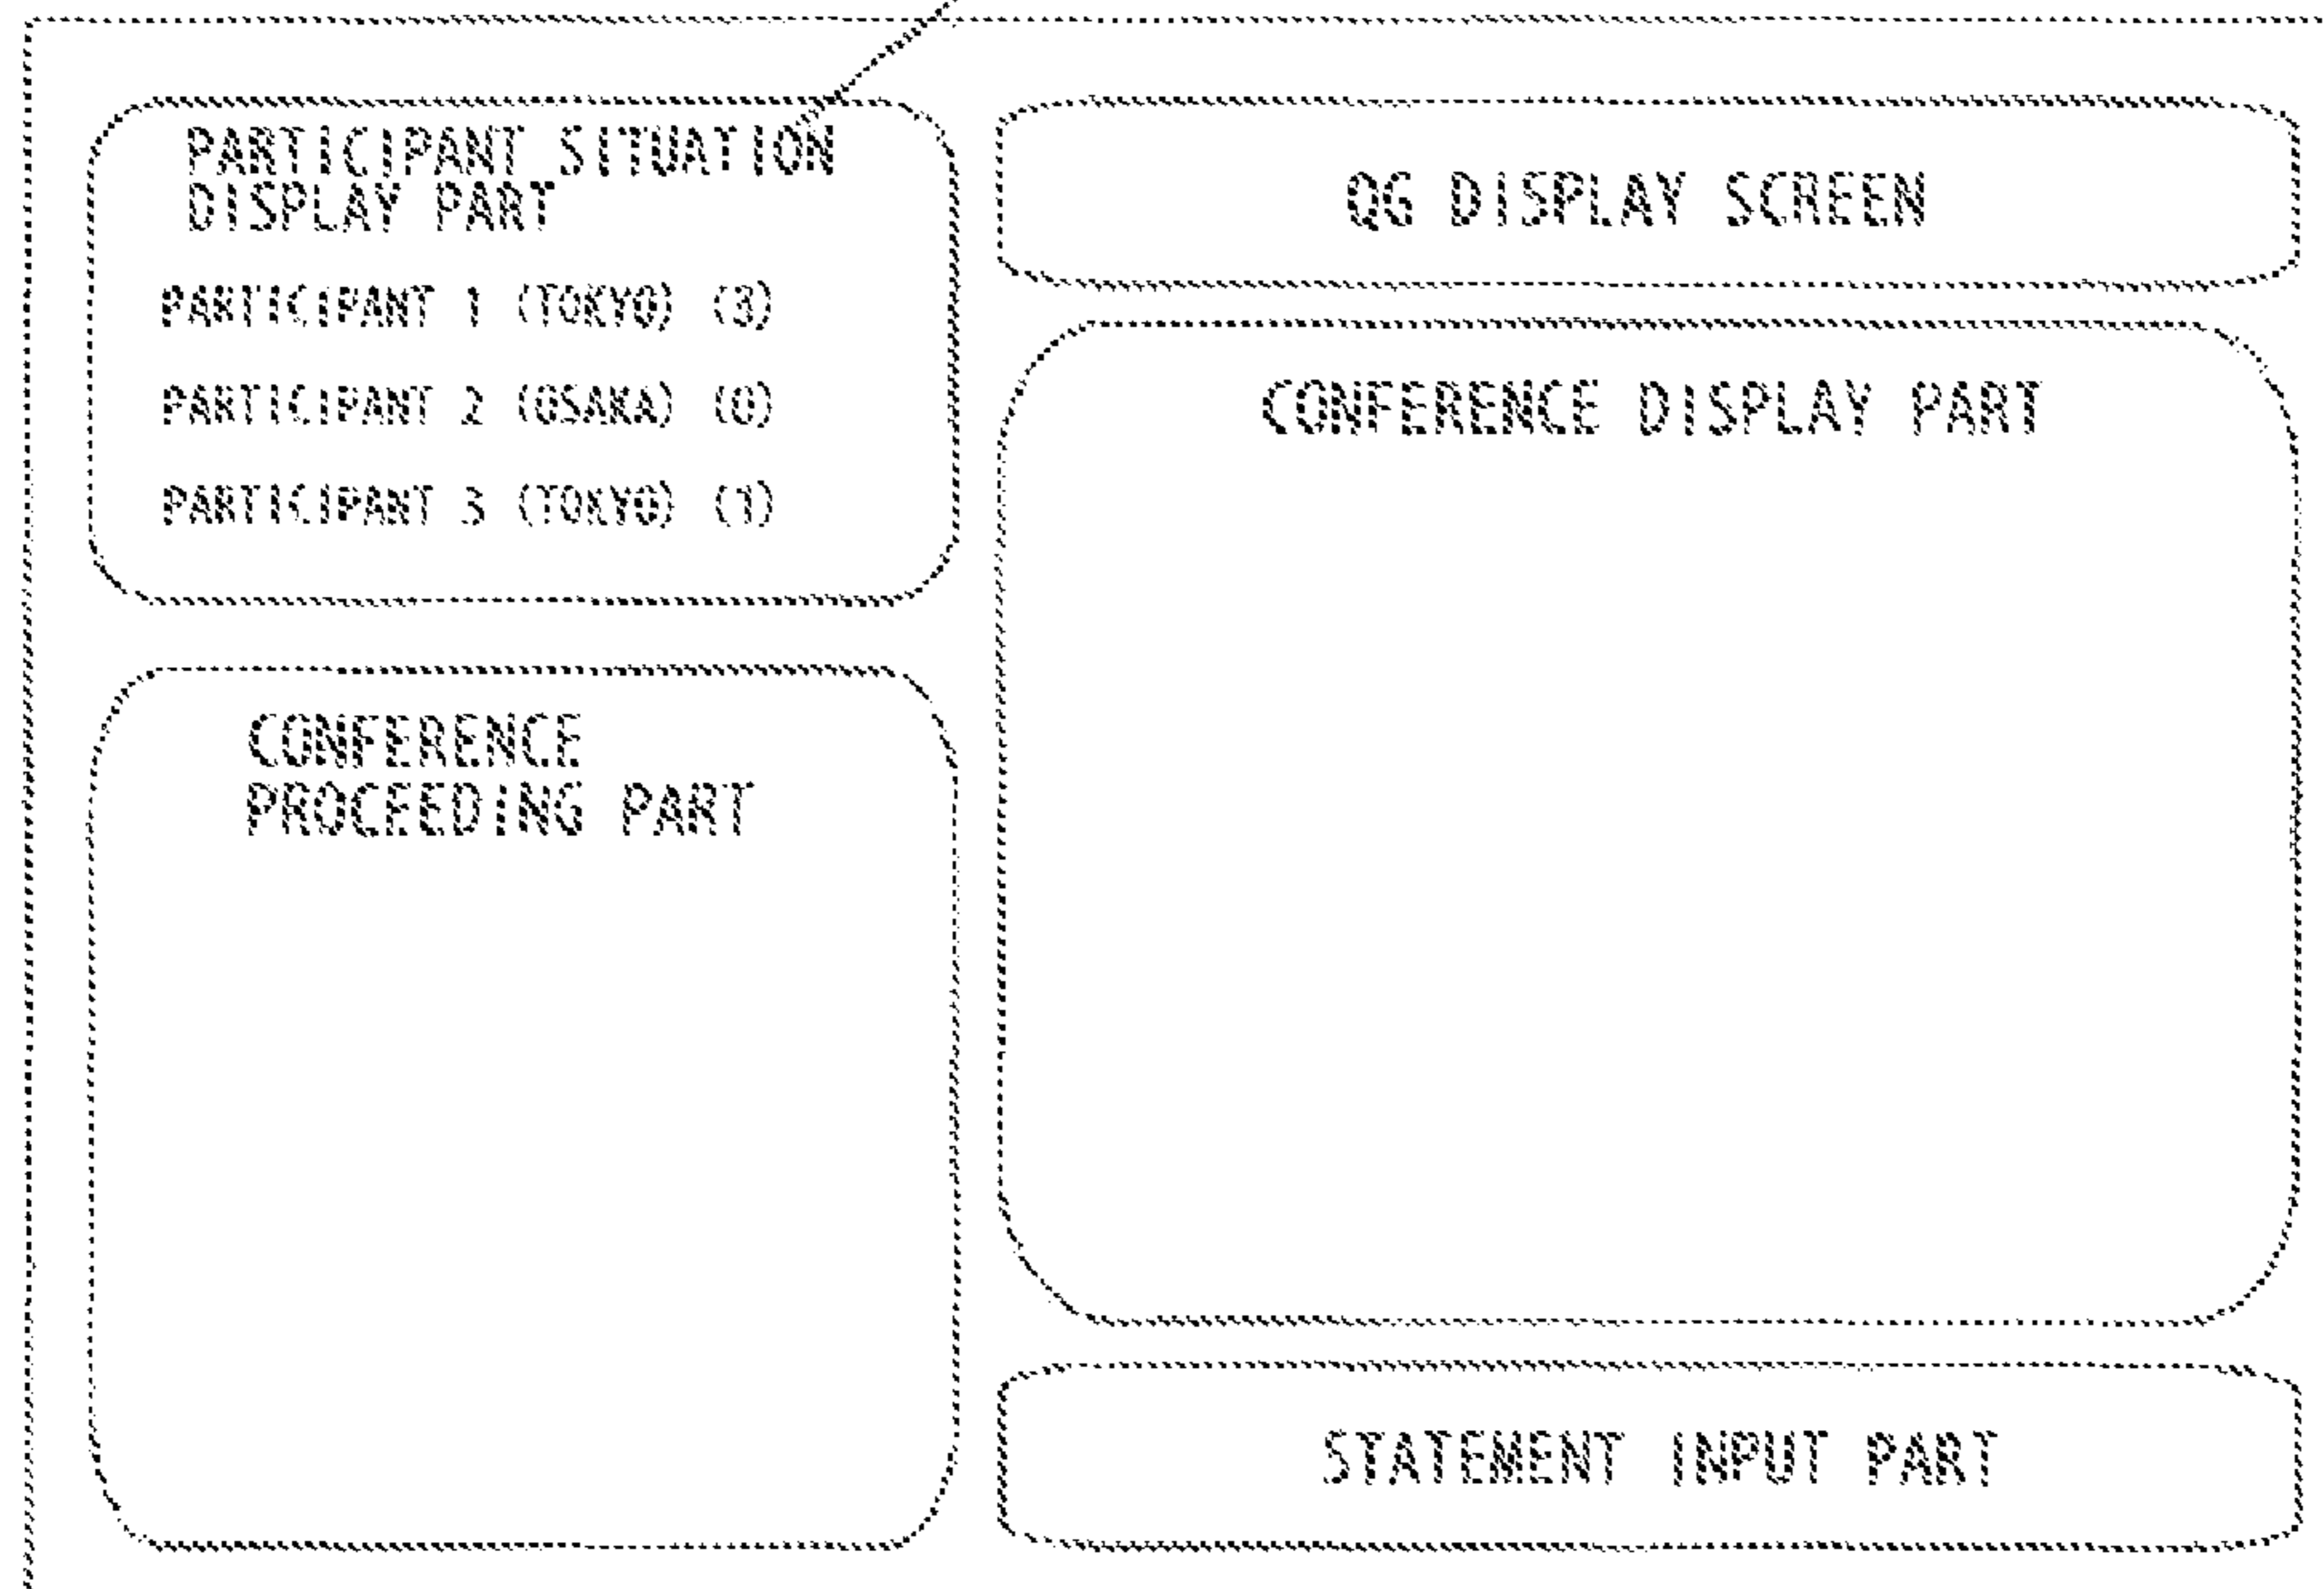 PARTICIPANT SITUATION
DISPLAY PART
PARTICIPANT 1 (TOKYO) (3)
PARTICIPANT 2 (OSAKA) (0)
PARTICIPANT 3 (TOKYO) (1)
CONFERENCE
PROCEEDING PART
QG DISPLAY SCREEN
CONFERENCE DISPLAY PART
STATEMENT INPUT PART